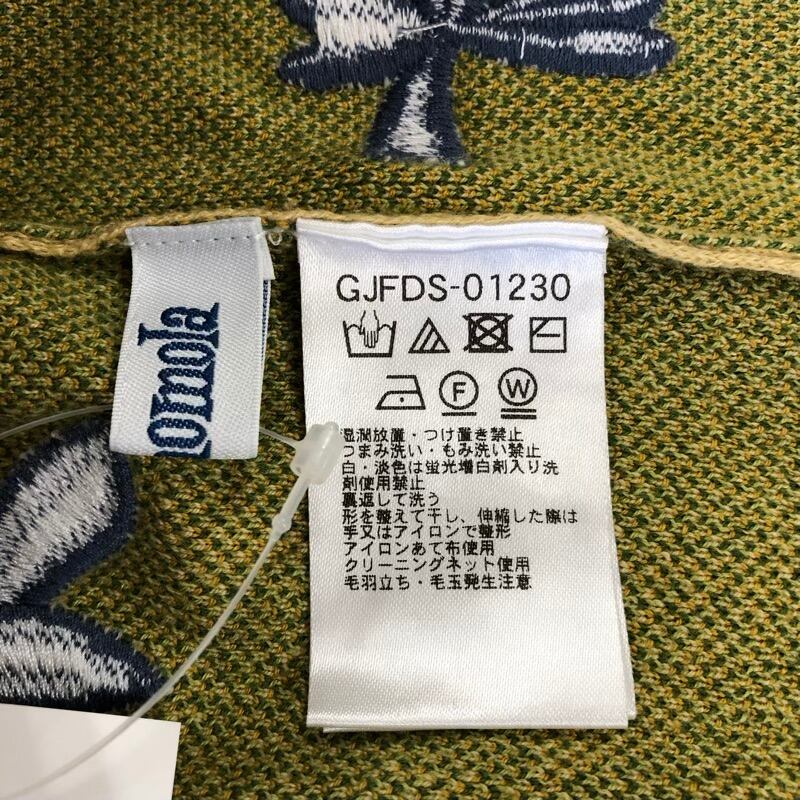 GJFDS-01230
F
W
湿潤放置・つけ置き禁止
つまみ洗い・もみ洗い禁止
白・淡色は蛍光増白剤入り洗
剤使用禁止
裏返して洗う
形を整えて干し、伸縮した際は
手又はアイロンで整形
アイロンあて布使用
クリーニングネット使用
毛羽立ち・毛玉発生注意